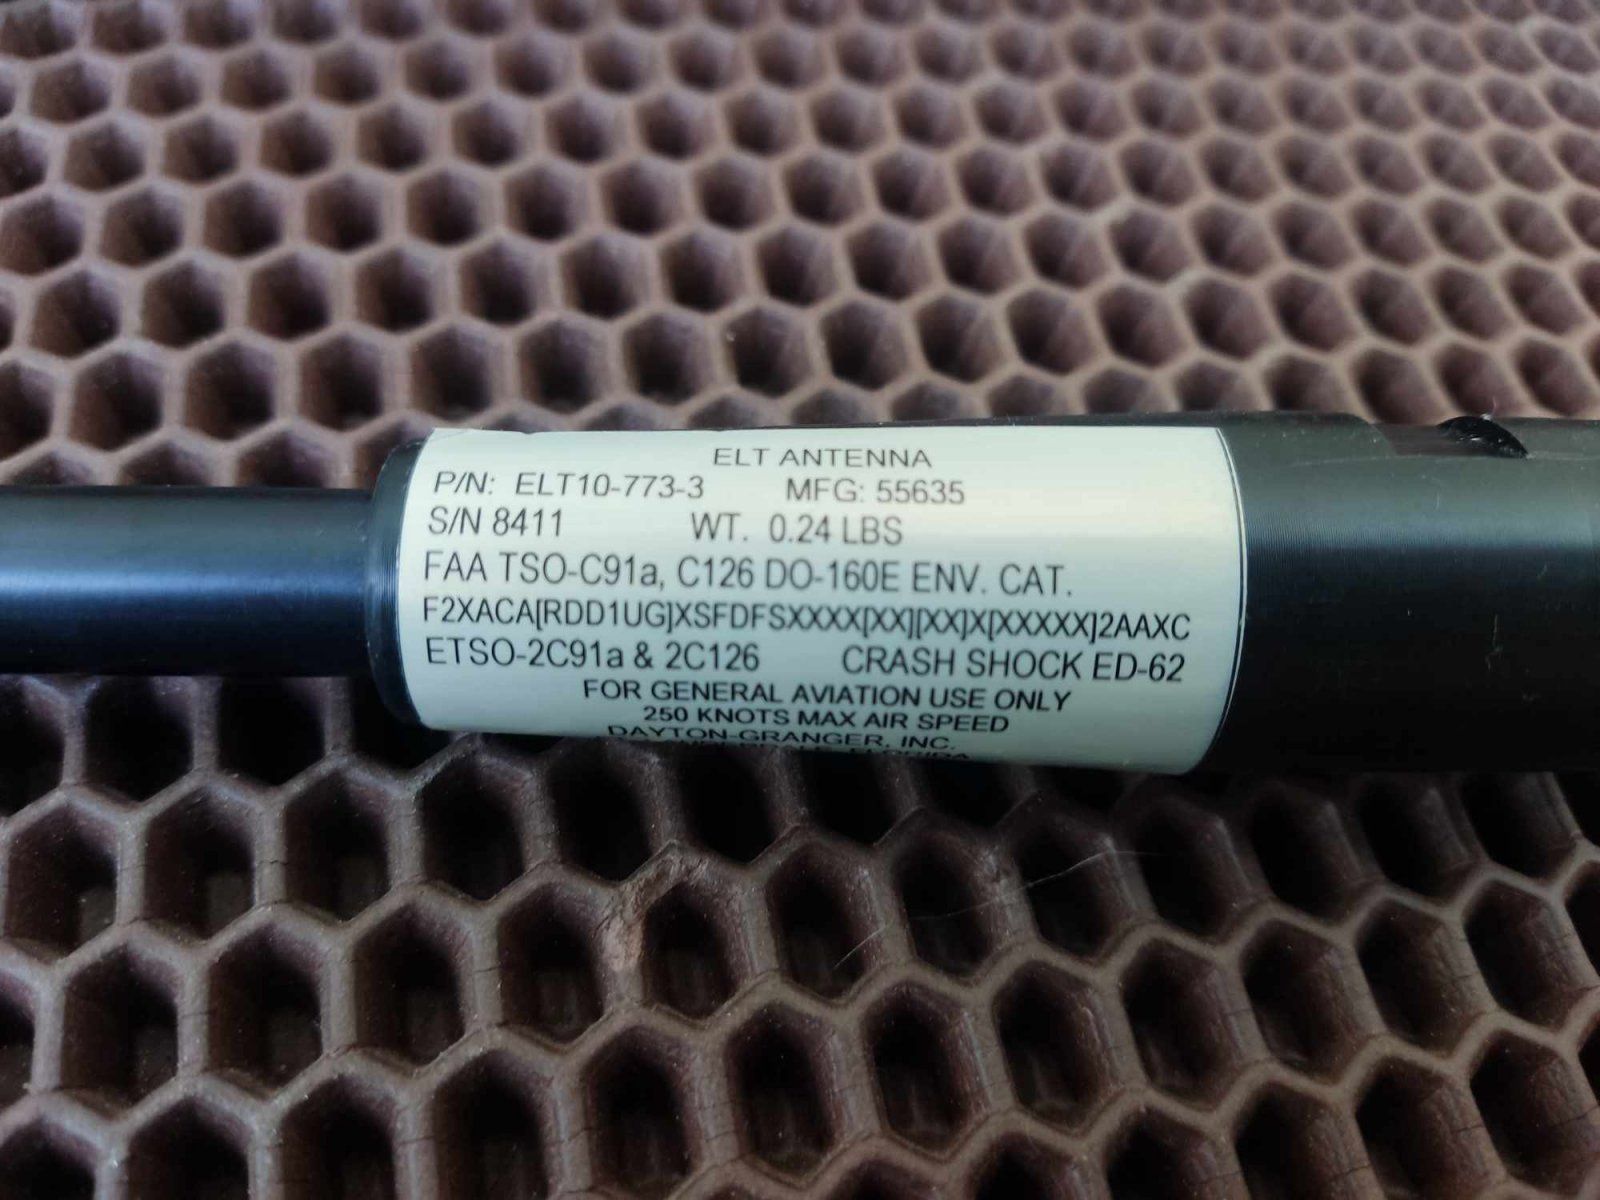 ELT ANTENNA
P/N: ELT10-773-3 MFG: 55635
S/N 8411 WT. 0.24 LBS
FAA TSO-C91a, C126 DO-160E ENV. CAT.
F2XACA[RDD1UG]XSFDFSXXXX[XX][XX]X[XXXXX]2AAXC
ETSO-2C91a & 2C126 CRASH SHOCK ED-62
FOR GENERAL AVIATION USE ONLY
250 KNOTS MAX AIR SPEED
DAYTON-GRANGER, INC.
FLORIDA